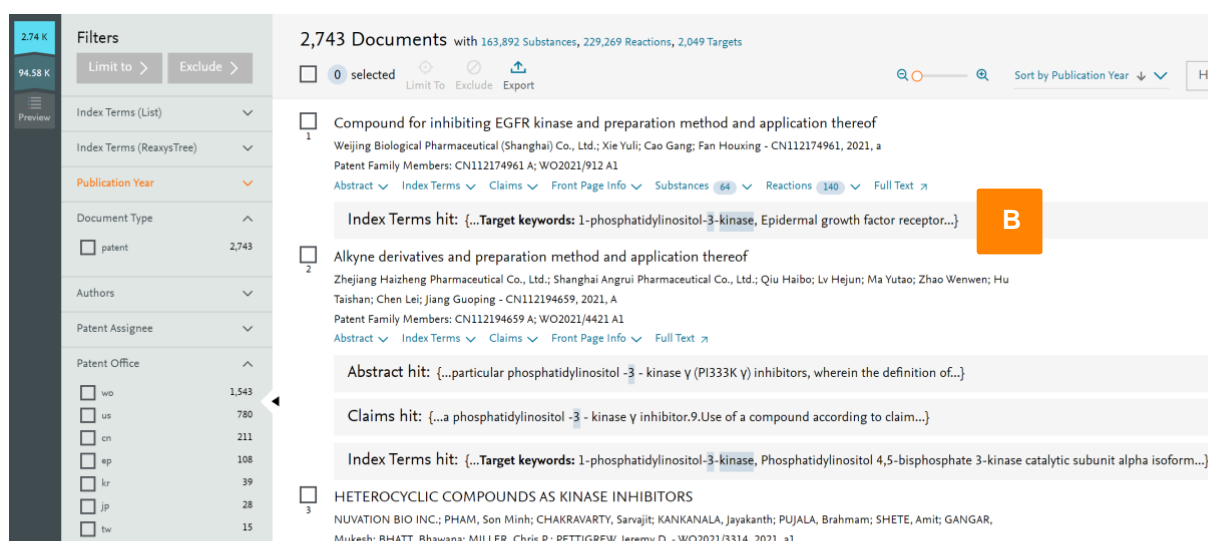 2.74 K
94.58 K
Preview
Filters
Limit to
Exclude
Index Terms (List)
Index Terms (ReaxysTree)
Publication Year
Document Type
patent 2,743
Authors
Patent Assignee
Patent Office
wo 1,543
us 780
cn 211
ep 108
kr 39
jp 28
tw 15
2,743 Documents with 163,892 Substances, 229,269 Reactions, 2,049 Targets
0 selected Limit To Exclude Export
Sort by Publication Year
H
1
Compound for inhibiting EGFR kinase and preparation method and application thereof
Weijing Biological Pharmaceutical (Shanghai) Co., Ltd.; Xie Yuli; Cao Gang; Fan Houxing - CN112174961, 2021, a
Patent Family Members: CN112174961 A; WO2021/912 A1
Abstract Index Terms Claims Front Page Info Substances 64 Reactions 140 Full Text
Index Terms hit: {...Target keywords: 1-phosphatidylinositol-3-kinase, Epidermal growth factor receptor...}
B
2
Alkyne derivatives and preparation method and application thereof
Zhejiang Haizheng Pharmaceutical Co., Ltd.; Shanghai Angrui Pharmaceutical Co., Ltd.; Qiu Haibo; Lv Hejun; Ma Yutao; Zhao Wenwen; Hu
Taishan; Chen Lei; Jiang Guoping - CN112194659, 2021, A
Patent Family Members: CN112194659 A; WO2021/4421 A1
Abstract Index Terms Claims Front Page Info Full Text
Abstract hit: {...particular phosphatidylinositol -3 - kinase γ (PI333K γ) inhibitors, wherein the definition of...}
Claims hit: {...a phosphatidylinositol -3 - kinase γ inhibitor.9.Use of a compound according to claim...}
Index Terms hit: {...Target keywords: 1-phosphatidylinositol-3-kinase, Phosphatidylinositol 4,5-bisphosphate 3-kinase catalytic subunit alpha isoform...}
3
HETEROCYCLIC COMPOUNDS AS KINASE INHIBITORS
NUVATION BIO INC.; PHAM, Son Minh; CHAKRAVARTY, Sarvajit; KANKANALA, Jayakanth; PUJALA, Brahmam; SHETE, Amit; GANGAR,
Mukesh; BHATT, Bhawana; MILLER, Chris P.; PETTIGREW, Jeremy D. - WO2021/3314, 2021, a1